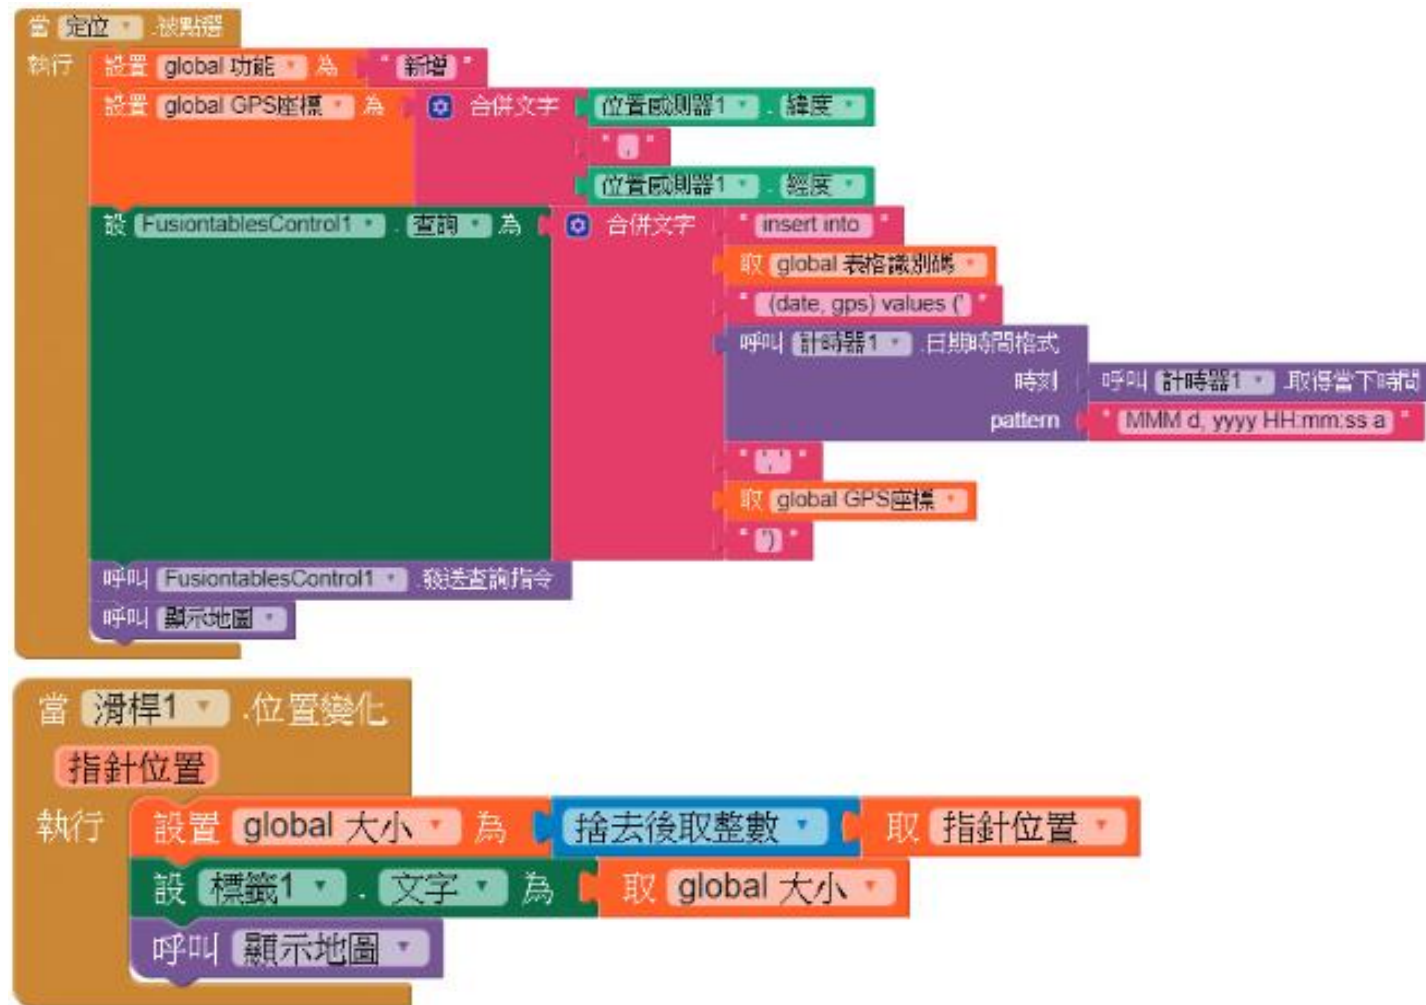 當 定位 .被點選
執行 設置 global 功能 為 " 新增 "
設置 global GPS座標 為 合併文字 位置感測器1 . 緯度
" , "
位置感測器1 . 經度
設 FusiontablesControl1 . 查詢 為 合併文字 " insert into "
取 global 表格識別碼
" (date, gps) values (' "
呼叫 計時器1 .日期時間格式
時刻 呼叫 計時器1 .取得當下時間
pattern " MMM d, yyyy HH:mm:ss a "
" ',' "
取 global GPS座標
" ') "
呼叫 FusiontablesControl1 .發送查詢指令
呼叫 顯示地圖
當 滑桿1 .位置變化
指針位置
執行 設置 global 大小 為 捨去後取整數 取 指針位置
設 標籤1 . 文字 為 取 global 大小
呼叫 顯示地圖